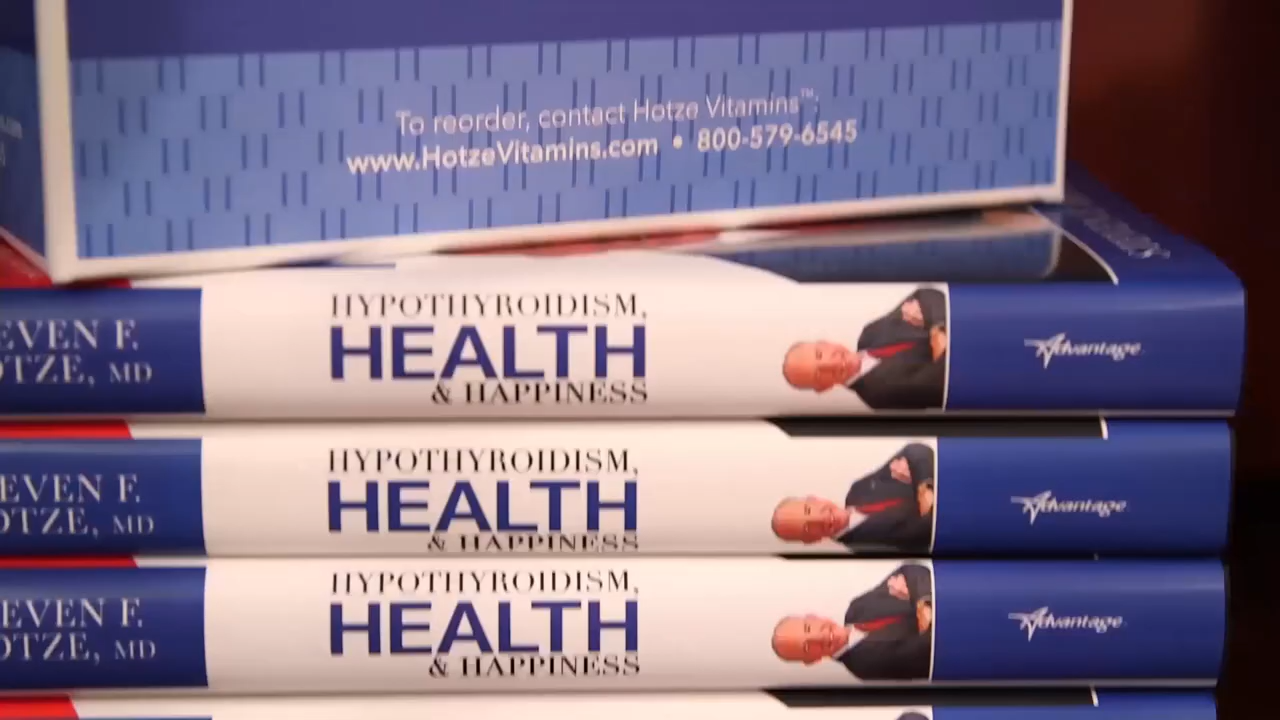 To reorder, contact Hotze Vitamins™:
www.HotzeVitamins.com • 800-579-6545
EVEN F.
OTZE, MD
HYPOTHYROIDISM,
HEALTH
& HAPPINESS
Advantage
EVEN F.
OTZE, MD
HYPOTHYROIDISM,
HEALTH
& HAPPINESS
Advantage
EVEN F.
OTZE, MD
HYPOTHYROIDISM,
HEALTH
& HAPPINESS
Advantage